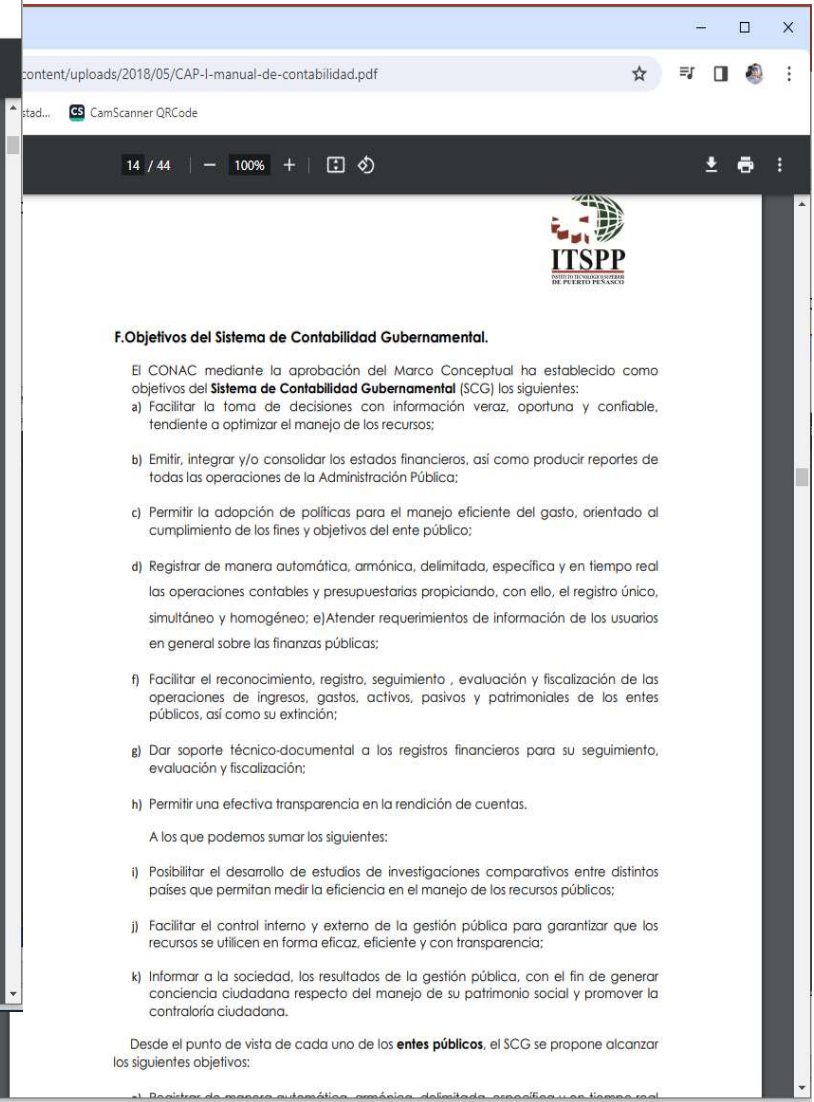 content/uploads/2018/05/CAP-I-manual-de-contabilidad.pdf
stad...
CS CamScanner QRCode
14 / 44 | − 100% + |
ITSPP
INSTITUTO TECNOLOGICO SUPERIOR
DE PUERTO PEÑASCO
F.Objetivos del Sistema de Contabilidad Gubernamental.
El CONAC mediante la aprobación del Marco Conceptual ha establecido como
objetivos del Sistema de Contabilidad Gubernamental (SCG) los siguientes:
a) Facilitar la toma de decisiones con información veraz, oportuna y confiable,
tendiente a optimizar el manejo de los recursos;
b) Emitir, integrar y/o consolidar los estados financieros, así como producir reportes de
todas las operaciones de la Administración Pública;
c) Permitir la adopción de políticas para el manejo eficiente del gasto, orientado al
cumplimiento de los fines y objetivos del ente público;
d) Registrar de manera automática, armónica, delimitada, específica y en tiempo real
las operaciones contables y presupuestarias propiciando, con ello, el registro único,
simultáneo y homogéneo; e)Atender requerimientos de información de los usuarios
en general sobre las finanzas públicas;
f) Facilitar el reconocimiento, registro, seguimiento , evaluación y fiscalización de las
operaciones de ingresos, gastos, activos, pasivos y patrimoniales de los entes
públicos, así como su extinción;
g) Dar soporte técnico-documental a los registros financieros para su seguimiento,
evaluación y fiscalización;
h) Permitir una efectiva transparencia en la rendición de cuentas.
A los que podemos sumar los siguientes:
i) Posibilitar el desarrollo de estudios de investigaciones comparativos entre distintos
países que permitan medir la eficiencia en el manejo de los recursos públicos;
j) Facilitar el control interno y externo de la gestión pública para garantizar que los
recursos se utilicen en forma eficaz, eficiente y con transparencia;
k) Informar a la sociedad, los resultados de la gestión pública, con el fin de generar
conciencia ciudadana respecto del manejo de su patrimonio social y promover la
contraloría ciudadana.
Desde el punto de vista de cada uno de los entes públicos, el SCG se propone alcanzar
los siguientes objetivos:
a) Registrar de manera automática, armónica, delimitada, específica y en tiempo real